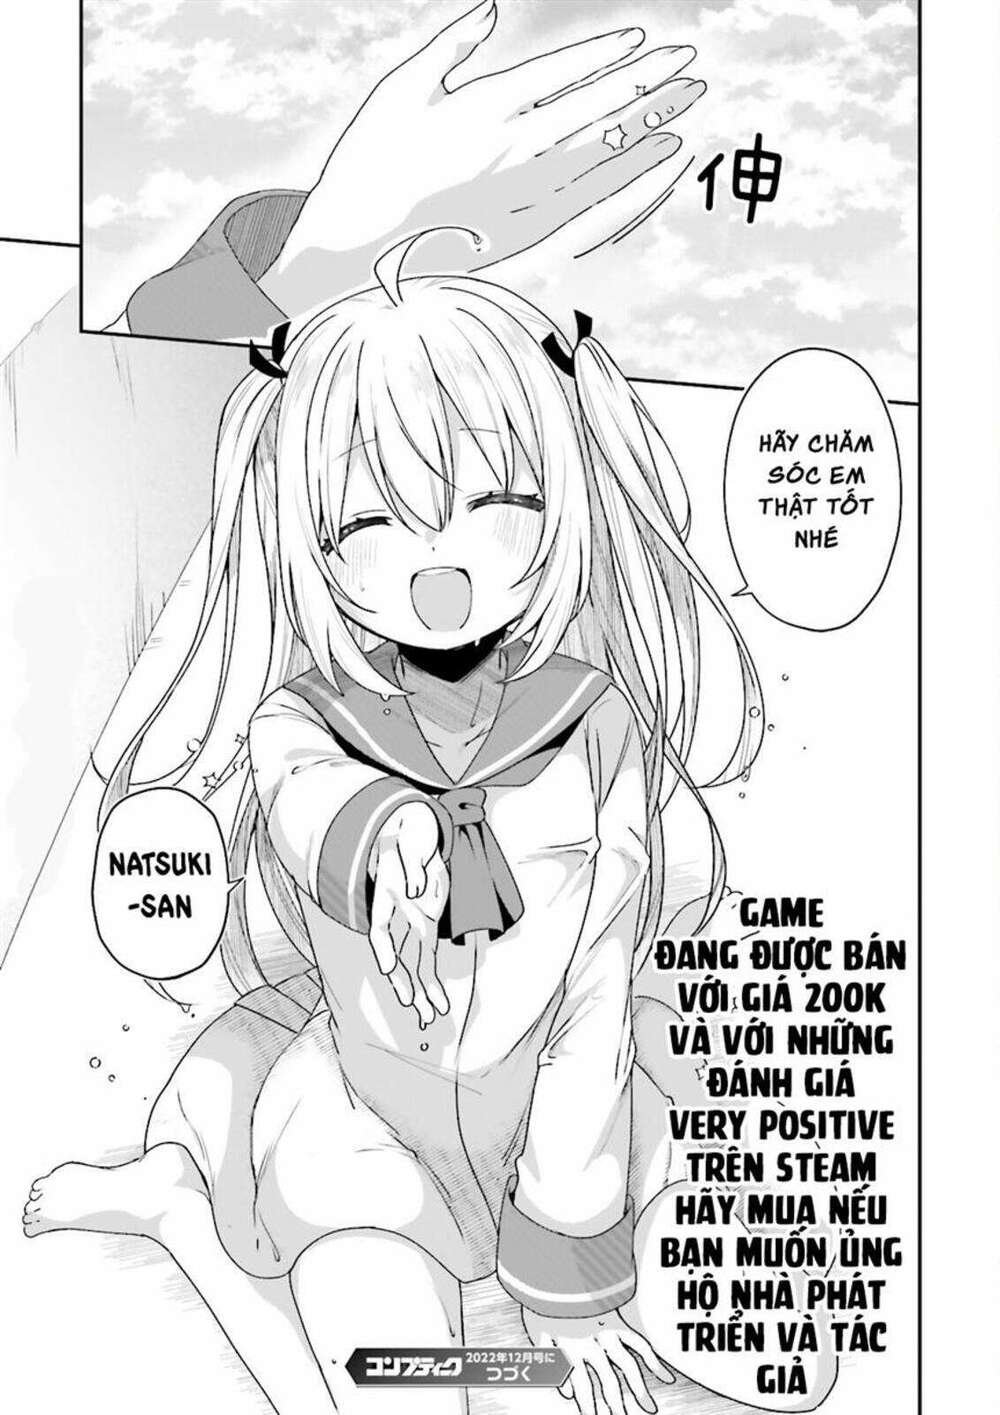 伸
HÃY CHĂM
SÓC EM
THẬT TỐT
NHÉ
NATSUKI
-SAN
GAME
ĐANG ĐƯỢC BÁN
VỚI GIÁ 200K
VÀ VỚI NHỮNG
ĐÁNH GIÁ
VERY POSITIVE
TRÊN STEAM
HÃY MUA NẾU
BẠN MUỐN ỦNG
HỘ NHÀ PHÁT
TRIỂN VÀ TÁC
GIẢ
コンプティーク 2022年12月号に
つづく